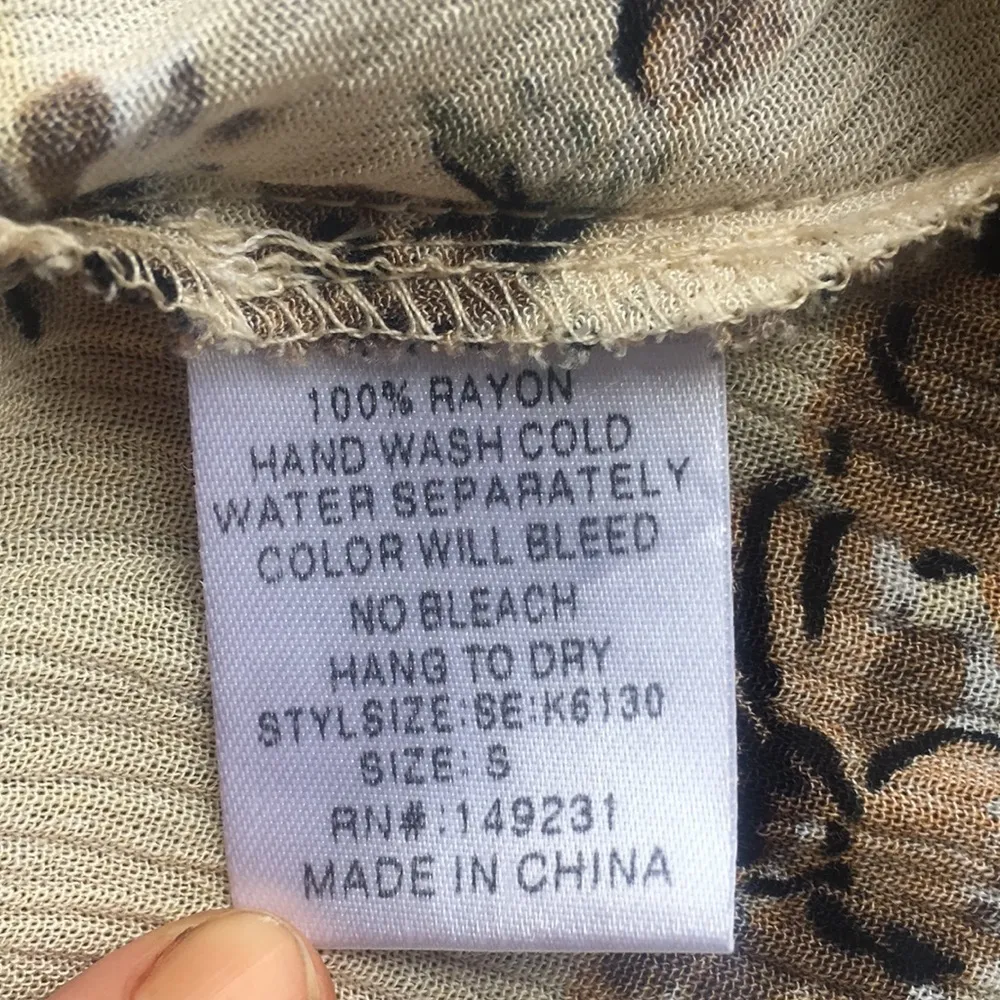 100% RAYON
HAND WASH COLD
WATER SEPARATELY
COLOR WILL BLEED
NO BLEACH
HANG TO DRY
STYLSIZE:SE:K6130
SIZE: S
RN#:149231
MADE IN CHINA